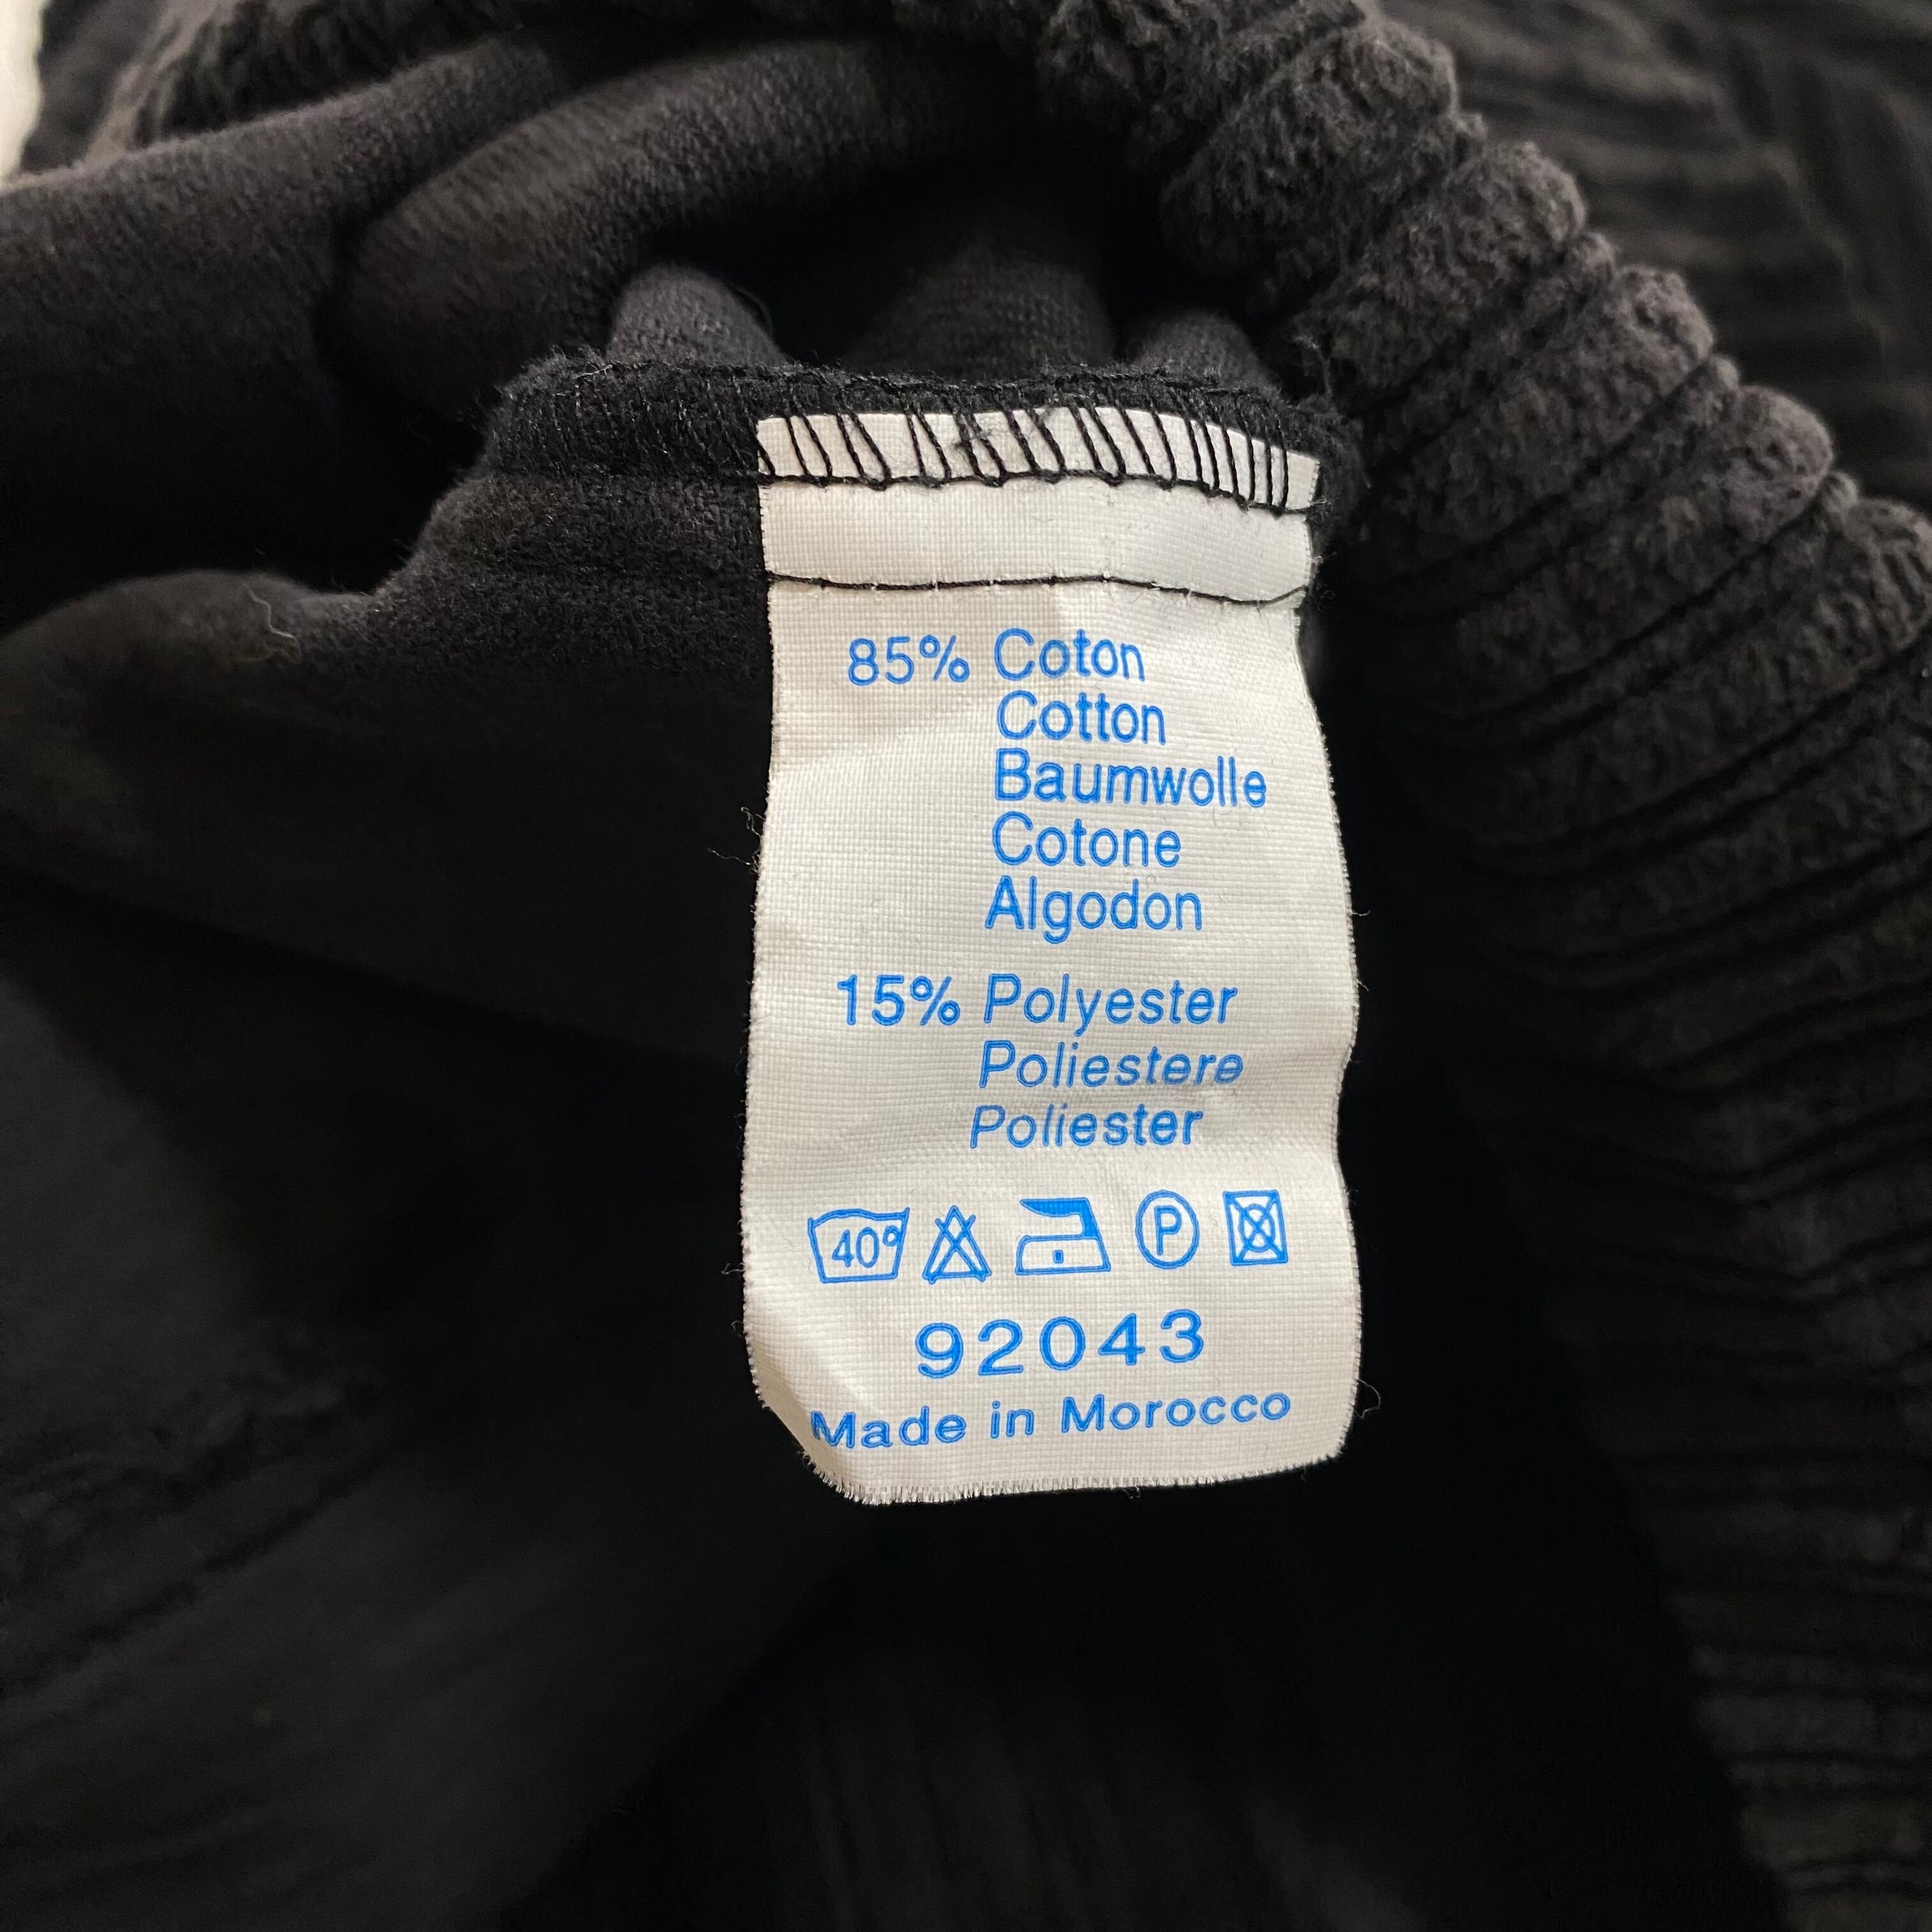 85% Coton
Cotton
Baumwolle
Cotone
Algodon
15% Polyester
Poliestere
Poliester
40° P
92043
Made in Morocco